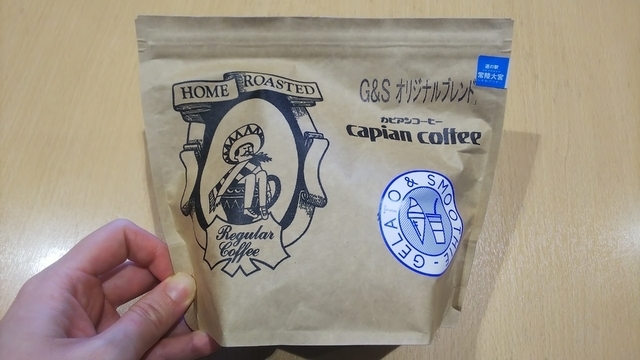 HOME ROASTED
Regular
Coffee
G&S オリジナルブレンド
カピアンコーヒー
capian coffee
道の駅
常陸大宮
GELATO & SMOOTHIE